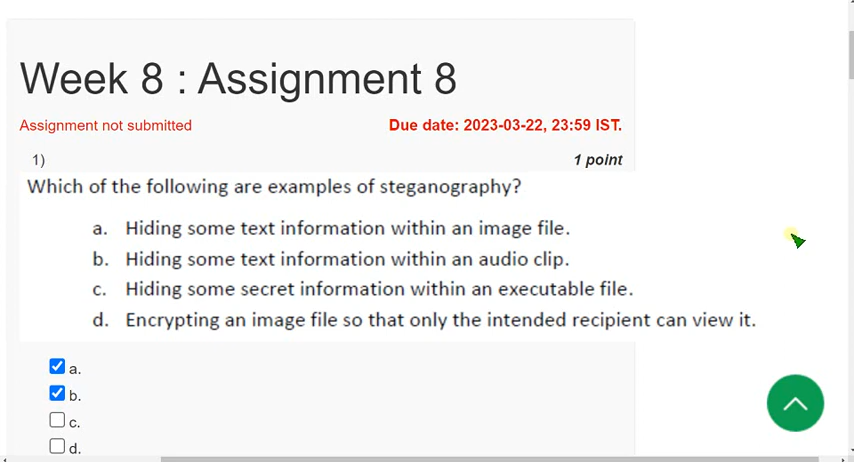 Week 8 : Assignment 8
Assignment not submitted Due date: 2023-03-22, 23:59 IST.
1) 1 point
Which of the following are examples of steganography?
a. Hiding some text information within an image file.
b. Hiding some text information within an audio clip.
c. Hiding some secret information within an executable file.
d. Encrypting an image file so that only the intended recipient can view it.
a.
b.
c.
d.